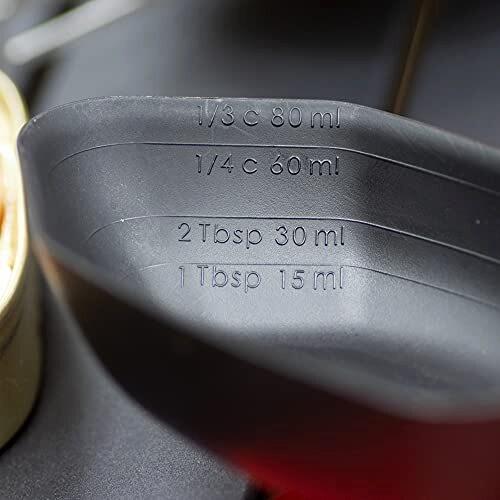 1/3 c 80 ml
1/4 c 60 ml
2 Tbsp 30 ml
1 Tbsp 15 ml